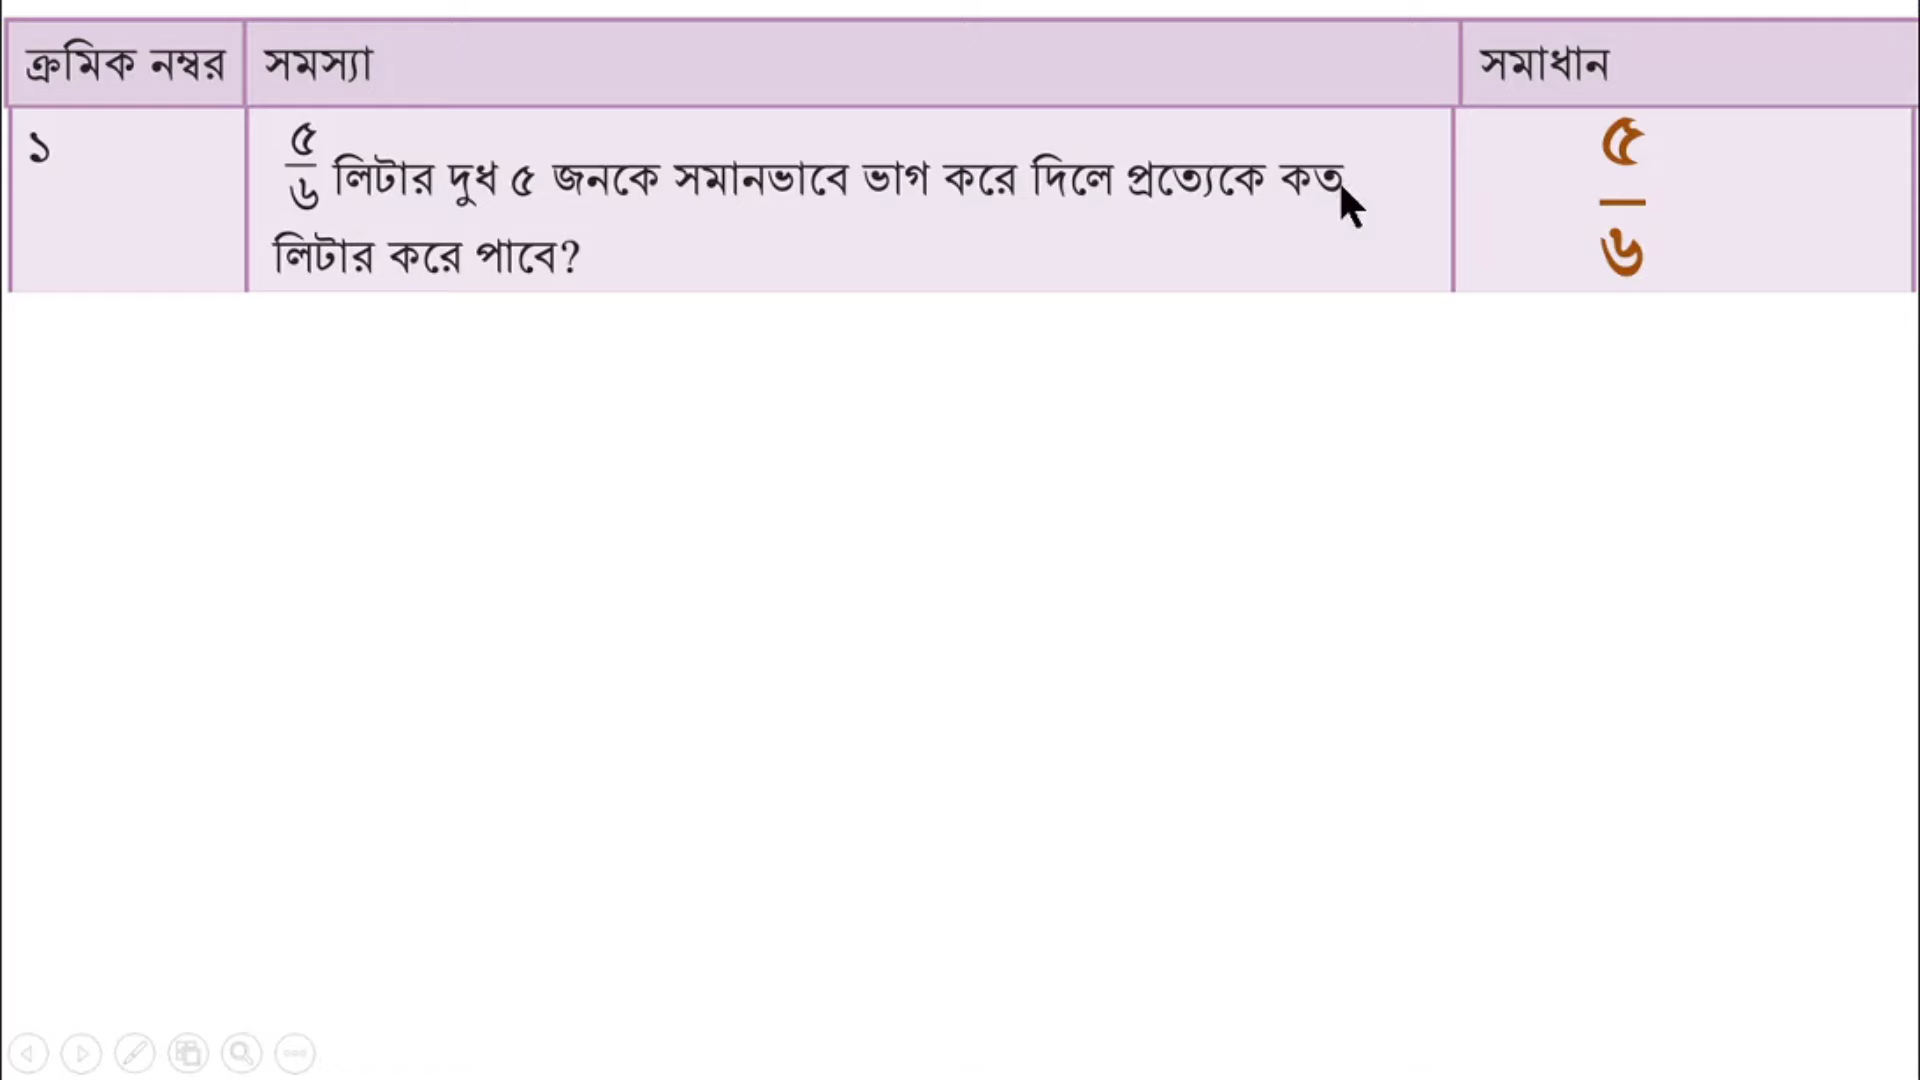 ক্রমিক নম্বর সমস্যা সমাধান
১ ৫/৬ লিটার দুধ ৫ জনকে সমানভাবে ভাগ করে দিলে প্রত্যেকে কত ৫/৬
লিটার করে পাবে?